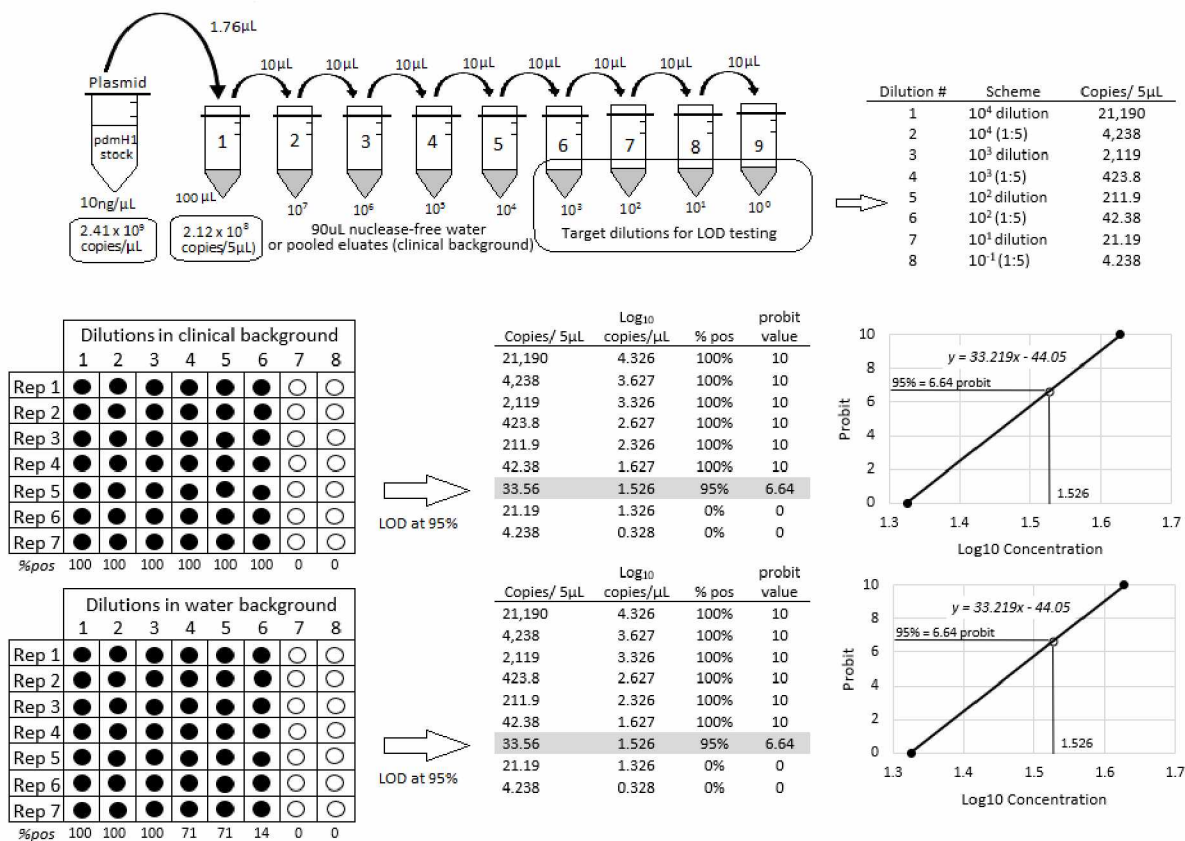 1.76µL
10µL 10µL 10µL 10µL 10µL 10µL 10µL 10µL
Plasmid
pdmH1
stock
1 2 3 4 5 6 7 8 9
10ng/µL
100 µL
10⁷ 10⁶ 10⁵ 10⁴ 10³ 10² 10¹ 10⁰
2.41 x 10⁹
copies/µL
2.12 x 10⁸
copies/5µL)
90uL nuclease-free water
or pooled eluates (clinical background)
Target dilutions for LOD testing
Dilution # Scheme Copies/ 5µL
1 10⁴ dilution 21,190
2 10⁴ (1:5) 4,238
3 10³ dilution 2,119
4 10³ (1:5) 423.8
5 10² dilution 211.9
6 10² (1:5) 42.38
7 10¹ dilution 21.19
8 10⁻¹ (1:5) 4.238
Dilutions in clinical background
1 2 3 4 5 6 7 8
Rep 1
Rep 2
Rep 3
Rep 4
Rep 5
Rep 6
Rep 7
%pos 100 100 100 100 100 100 0 0
LOD at 95%
Log₁₀ probit
Copies/ 5µL copies/µL % pos value
21,190 4.326 100% 10
4,238 3.627 100% 10
2,119 3.326 100% 10
423.8 2.627 100% 10
211.9 2.326 100% 10
42.38 1.627 100% 10
33.56 1.526 95% 6.64
21.19 1.326 0% 0
4.238 0.328 0% 0
10
8
6
4
2
0
Probit
y = 33.219x - 44.05
95% = 6.64 probit
1.526
1.3 1.4 1.5 1.6 1.7
Log10 Concentration
Dilutions in water background
1 2 3 4 5 6 7 8
Rep 1
Rep 2
Rep 3
Rep 4
Rep 5
Rep 6
Rep 7
%pos 100 100 100 71 71 14 0 0
LOD at 95%
Log₁₀ probit
Copies/ 5µL copies/µL % pos value
21,190 4.326 100% 10
4,238 3.627 100% 10
2,119 3.326 100% 10
423.8 2.627 100% 10
211.9 2.326 100% 10
42.38 1.627 100% 10
33.56 1.526 95% 6.64
21.19 1.326 0% 0
4.238 0.328 0% 0
10
8
6
4
2
0
Probit
y = 33.219x - 44.05
95% = 6.64 probit
1.526
1.3 1.4 1.5 1.6 1.7
Log10 Concentration